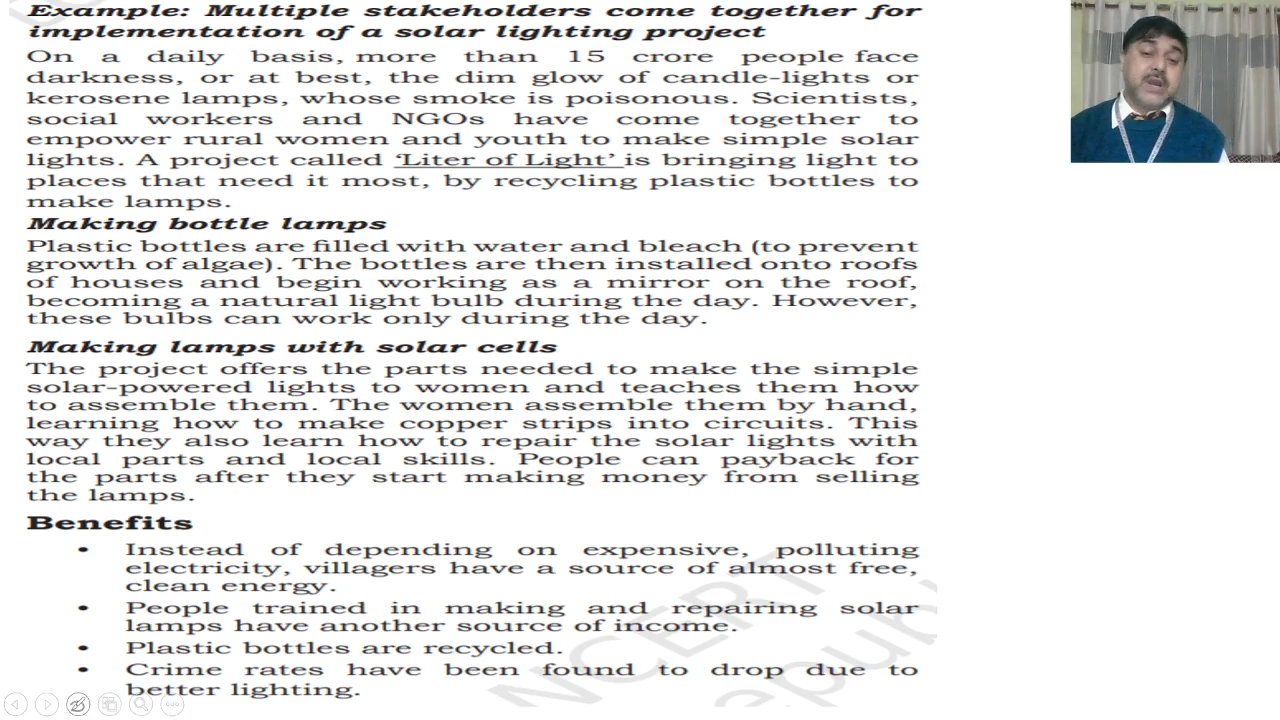 Example: Multiple stakeholders come together for
implementation of a solar lighting project
On a daily basis, more than 15 crore people face
darkness, or at best, the dim glow of candle-lights or
kerosene lamps, whose smoke is poisonous. Scientists,
social workers and NGOs have come together to
empower rural women and youth to make simple solar
lights. A project called ‘Liter of Light’ is bringing light to
places that need it most, by recycling plastic bottles to
make lamps.
Making bottle lamps
Plastic bottles are filled with water and bleach (to prevent
growth of algae). The bottles are then installed onto roofs
of houses and begin working as a mirror on the roof,
becoming a natural light bulb during the day. However,
these bulbs can work only during the day.
Making lamps with solar cells
The project offers the parts needed to make the simple
solar-powered lights to women and teaches them how
to assemble them. The women assemble them by hand,
learning how to make copper strips into circuits. This
way they also learn how to repair the solar lights with
local parts and local skills. People can payback for
the parts after they start making money from selling
the lamps.
Benefits
• Instead of depending on expensive, polluting
electricity, villagers have a source of almost free,
clean energy.
• People trained in making and repairing solar
lamps have another source of income.
• Plastic bottles are recycled.
• Crime rates have been found to drop due to
better lighting.
NCERT